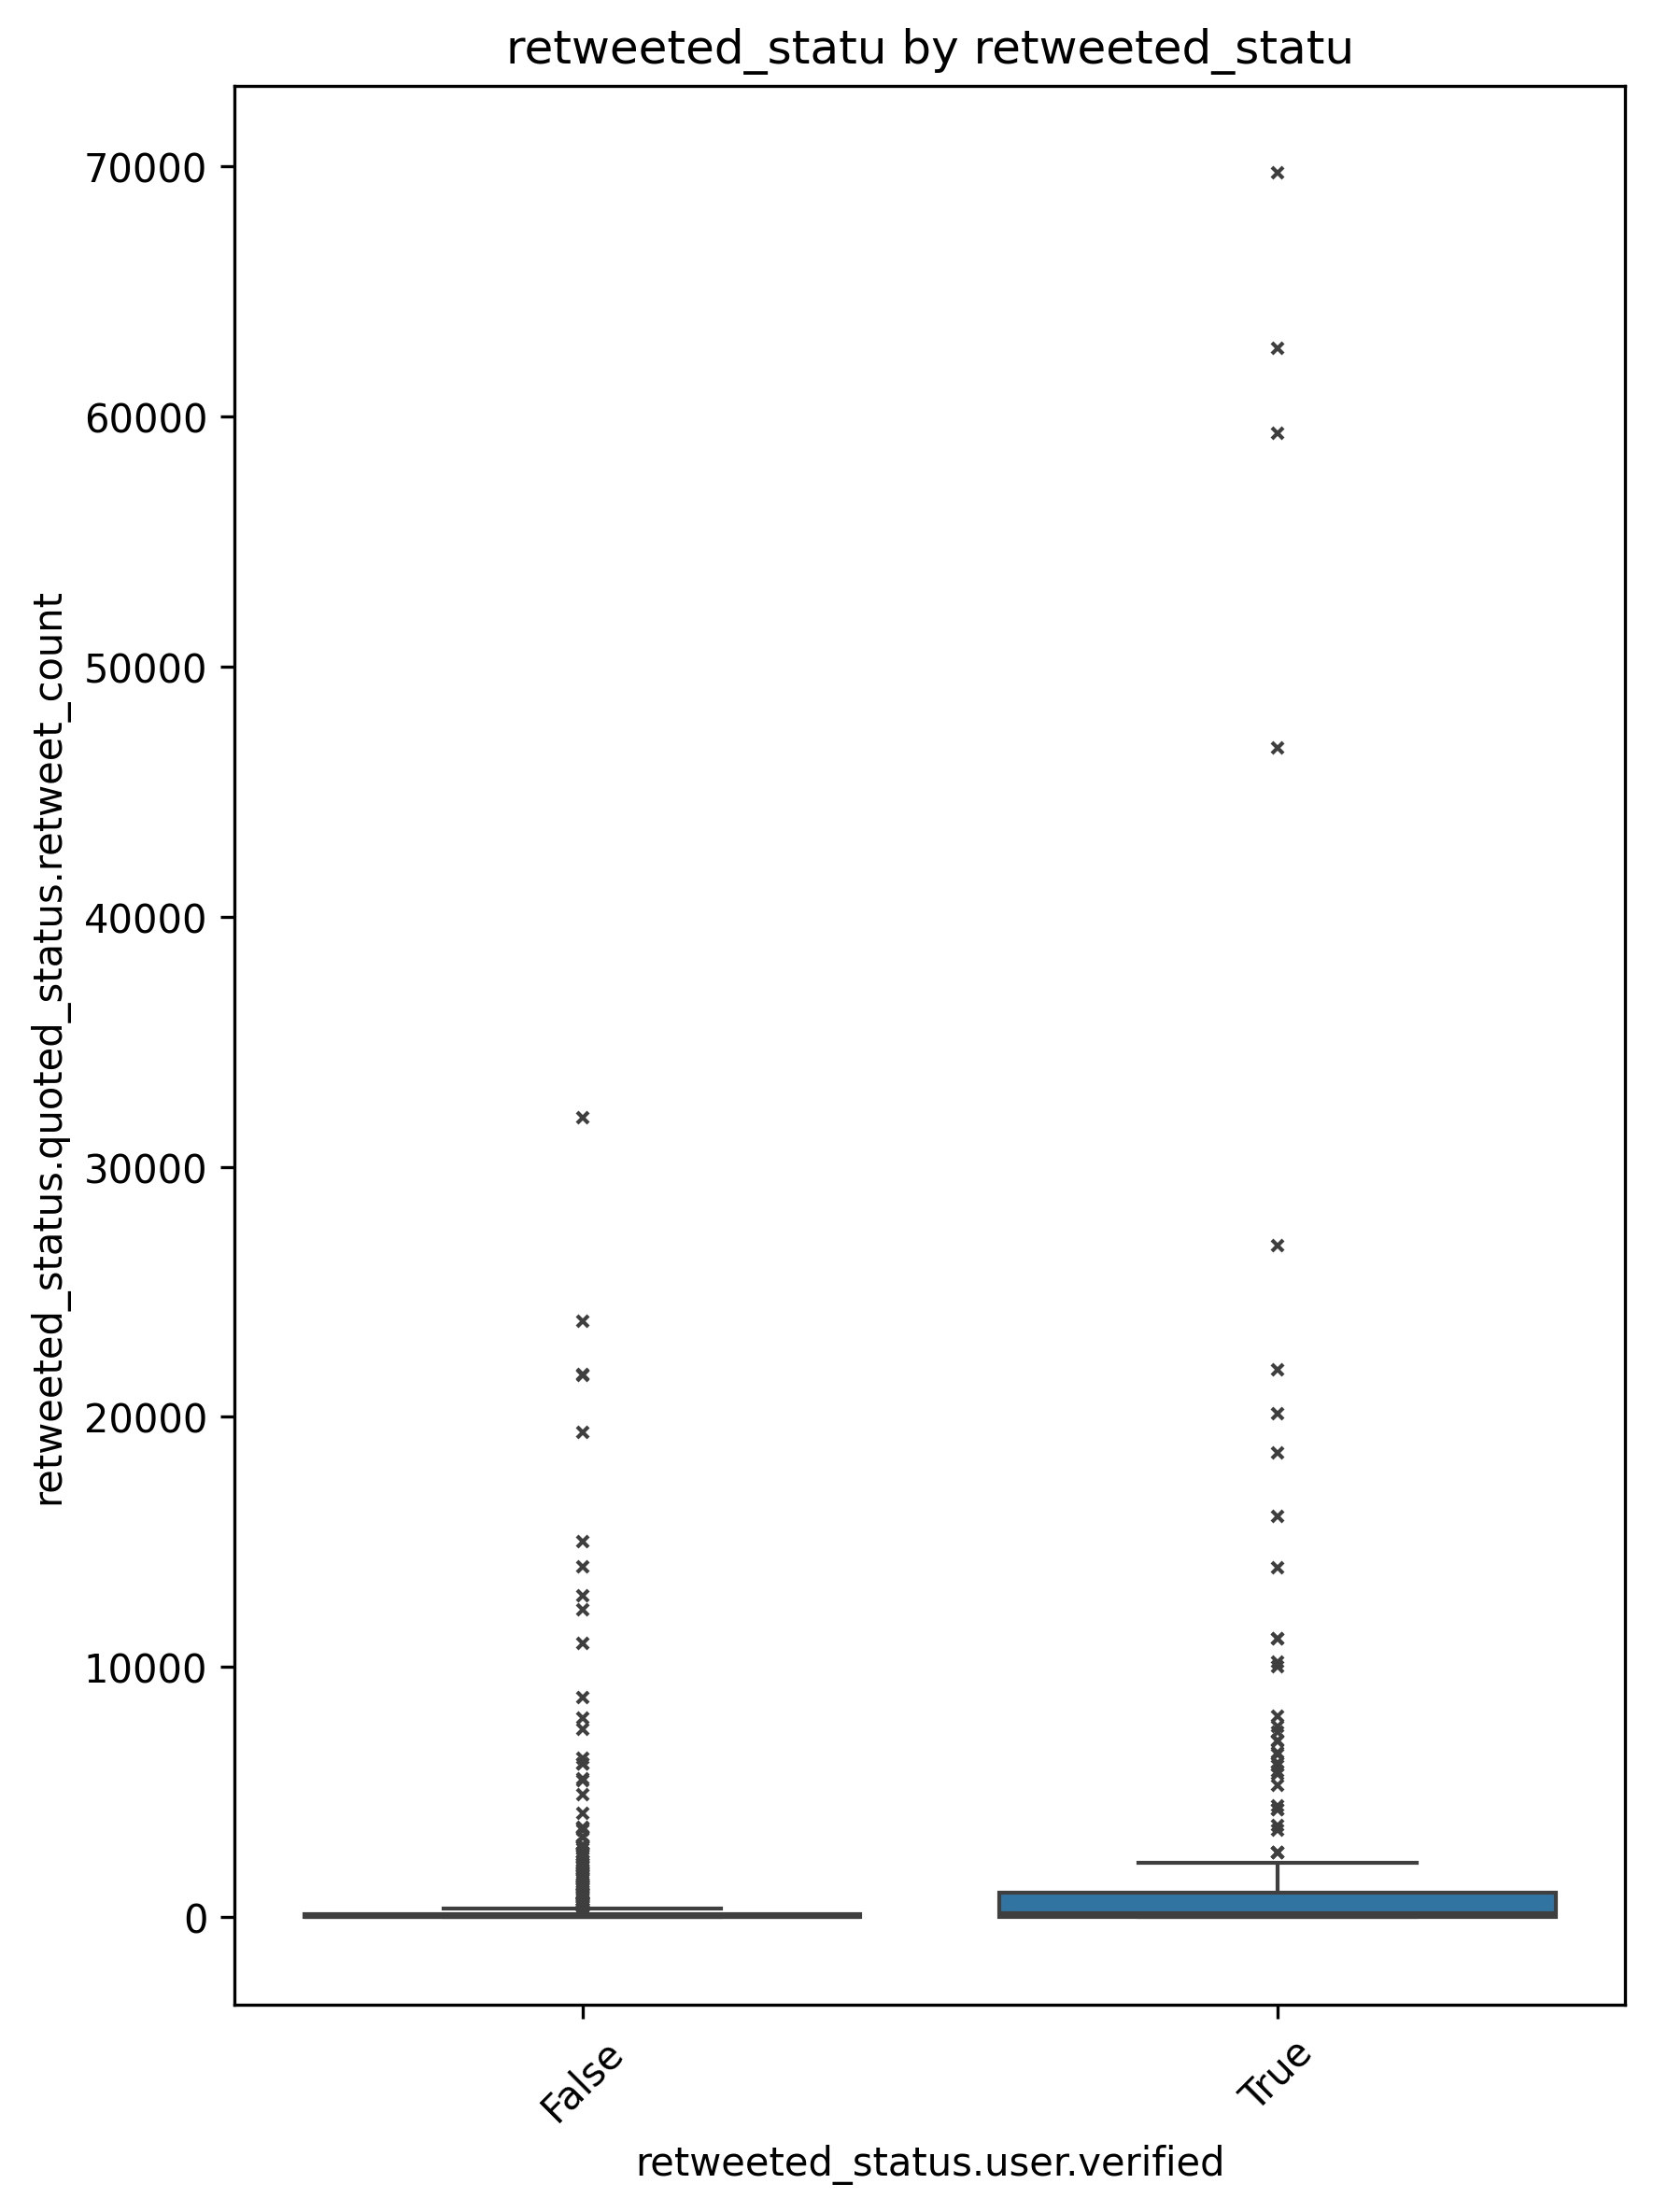 retweeted_statu by retweeted_statu
retweeted_status.quoted_status.retweet_count
70000
60000
50000
40000
30000
20000
10000
0
False
True
retweeted_status.user.verified